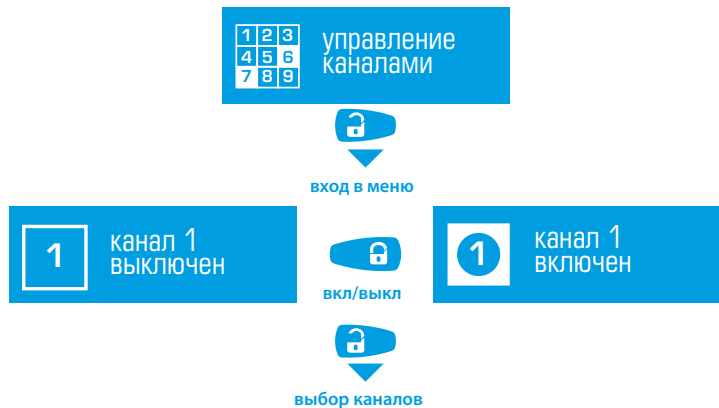 1 2 3
4 5 6
7 8 9
управление
каналами
вход в меню
1
канал 1
выключен
вкл/выкл
1
канал 1
включен
выбор каналов